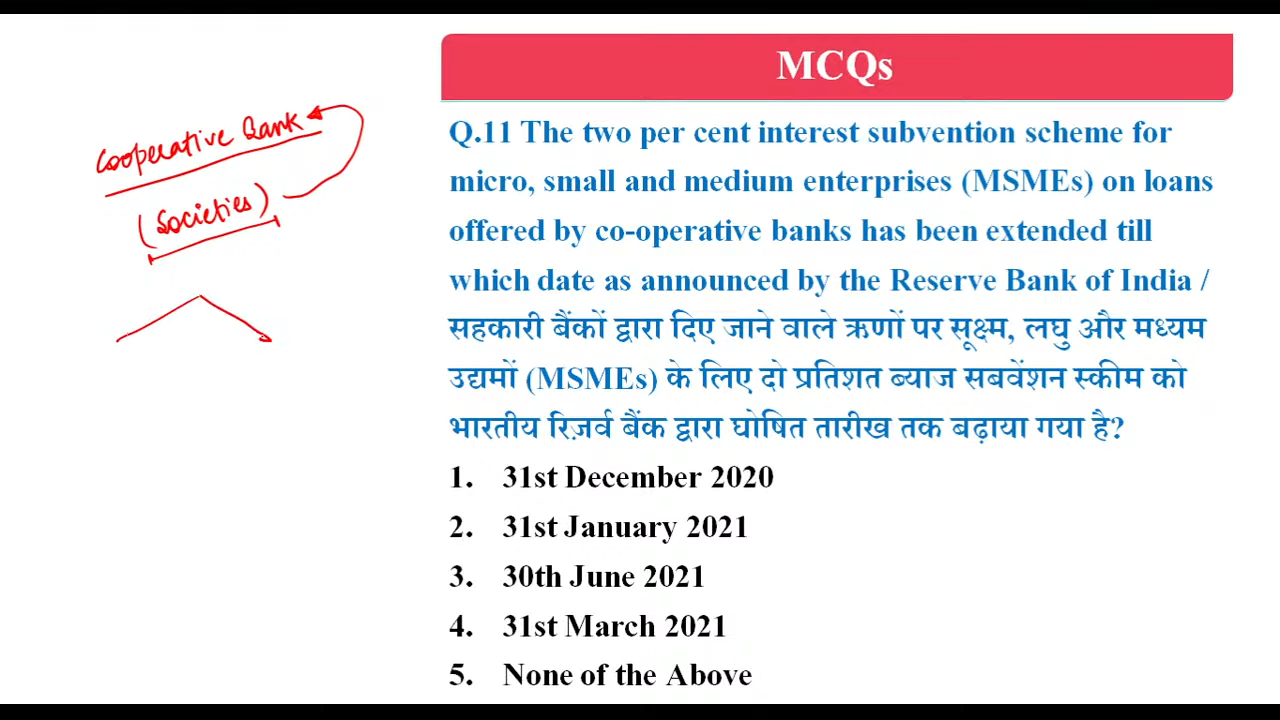 MCQs
Cooperative Bank
(Societies)
Q.11 The two per cent interest subvention scheme for
micro, small and medium enterprises (MSMEs) on loans
offered by co-operative banks has been extended till
which date as announced by the Reserve Bank of India /
सहकारी बैंकों द्वारा दिए जाने वाले ऋणों पर सूक्ष्म, लघु और मध्यम
उद्यमों (MSMEs) के लिए दो प्रतिशत ब्याज सबवेंशन स्कीम को
भारतीय रिज़र्व बैंक द्वारा घोषित तारीख तक बढ़ाया गया है?
1. 31st December 2020
2. 31st January 2021
3. 30th June 2021
4. 31st March 2021
5. None of the Above